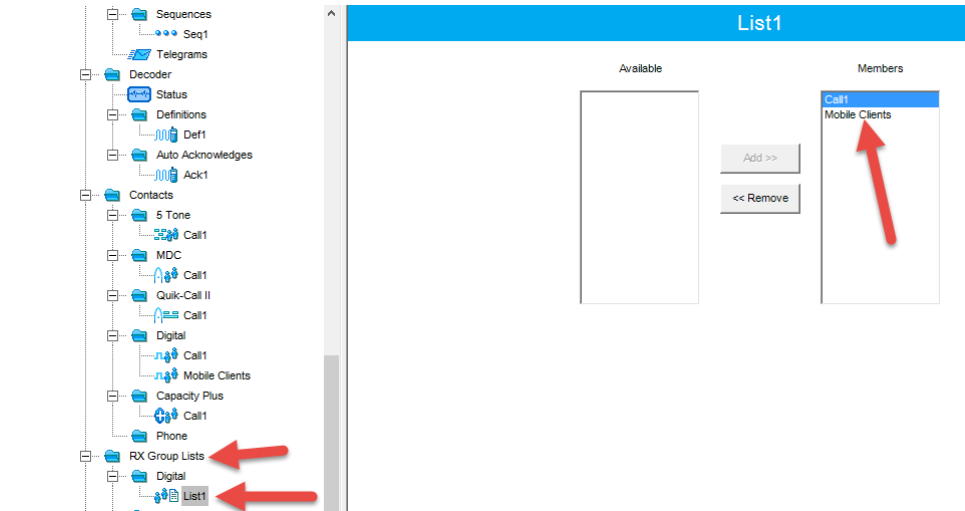 Sequences
Seq1
Telegrams
Decoder
Status
Definitions
Def1
Auto Acknowledges
Ack1
Contacts
5 Tone
Call1
MDC
Call1
Quik-Call II
Call1
Digital
Call1
Mobile Clients
Capacity Plus
Call1
Phone
RX Group Lists
Digital
List1
List1
Available
Members
Call1
Mobile Clients
Add >>
<< Remove